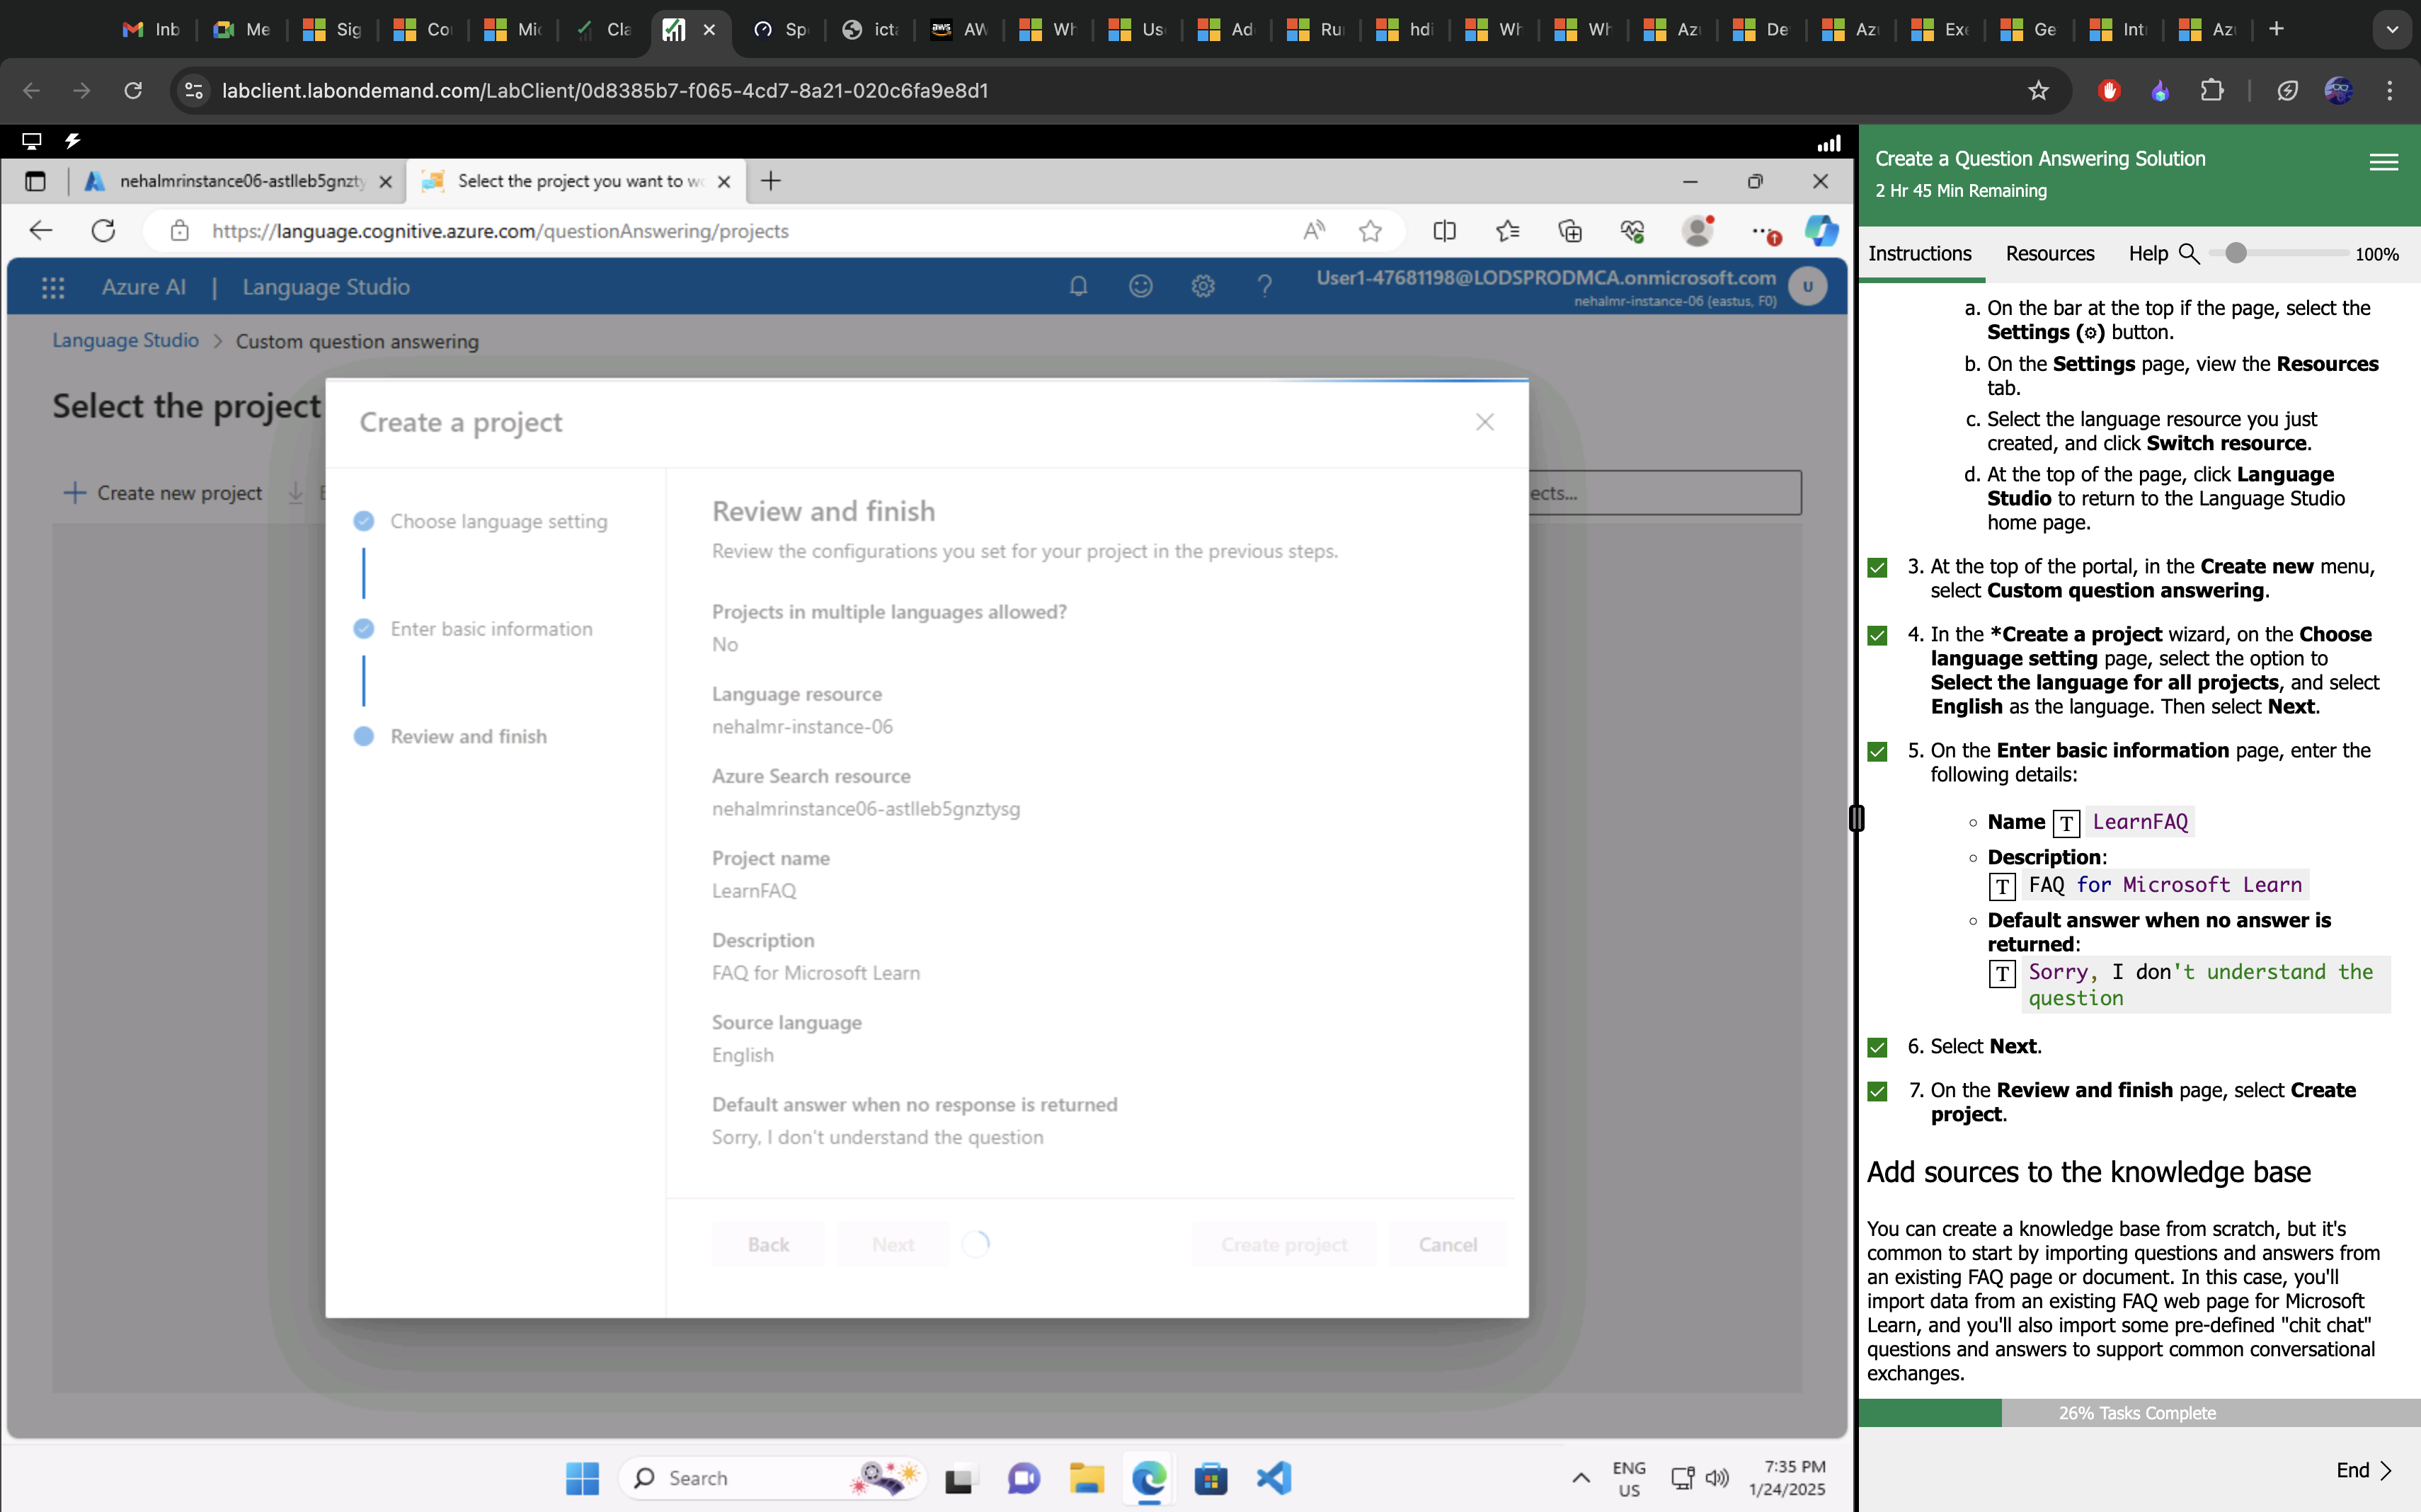 Inb
Me
Sig
Co
Mic
Cla
Sp
icta
aws
AW
Wh
Us
Ad
Ru
hdi
Wh
Wh
Az
De
Az
Exe
Ge
Int
Az
labclient.labondemand.com/LabClient/0d8385b7-f065-4cd7-8a21-020c6fa9e8d1
nehalmrinstance06-astlleb5gnzty
Select the project you want to wo
https://language.cognitive.azure.com/questionAnswering/projects
Azure AI | Language Studio
User1-47681198@LODSPRODMCA.onmicrosoft.com
nehalmr-instance-06 (eastus, F0)
U
Language Studio > Custom question answering
Select the project
Create new project
ects...
Create a project
Choose language setting
Enter basic information
Review and finish
Review and finish
Review the configurations you set for your project in the previous steps.
Projects in multiple languages allowed?
No
Language resource
nehalmr-instance-06
Azure Search resource
nehalmrinstance06-astlleb5gnztysg
Project name
LearnFAQ
Description
FAQ for Microsoft Learn
Source language
English
Default answer when no response is returned
Sorry, I don't understand the question
Back
Next
Create project
Cancel
Search
ENG
US
7:35 PM
1/24/2025
Create a Question Answering Solution
2 Hr 45 Min Remaining
Instructions
Resources
Help
100%
a. On the bar at the top if the page, select the
Settings (⚙) button.
b. On the Settings page, view the Resources
tab.
c. Select the language resource you just
created, and click Switch resource.
d. At the top of the page, click Language
Studio to return to the Language Studio
home page.
3. At the top of the portal, in the Create new menu,
select Custom question answering.
4. In the *Create a project wizard, on the Choose
language setting page, select the option to
Select the language for all projects, and select
English as the language. Then select Next.
5. On the Enter basic information page, enter the
following details:
Name T LearnFAQ
Description:
T FAQ for Microsoft Learn
Default answer when no answer is
returned:
T Sorry, I don't understand the
question
6. Select Next.
7. On the Review and finish page, select Create
project.
Add sources to the knowledge base
You can create a knowledge base from scratch, but it's
common to start by importing questions and answers from
an existing FAQ page or document. In this case, you'll
import data from an existing FAQ web page for Microsoft
Learn, and you'll also import some pre-defined "chit chat"
questions and answers to support common conversational
exchanges.
26% Tasks Complete
End